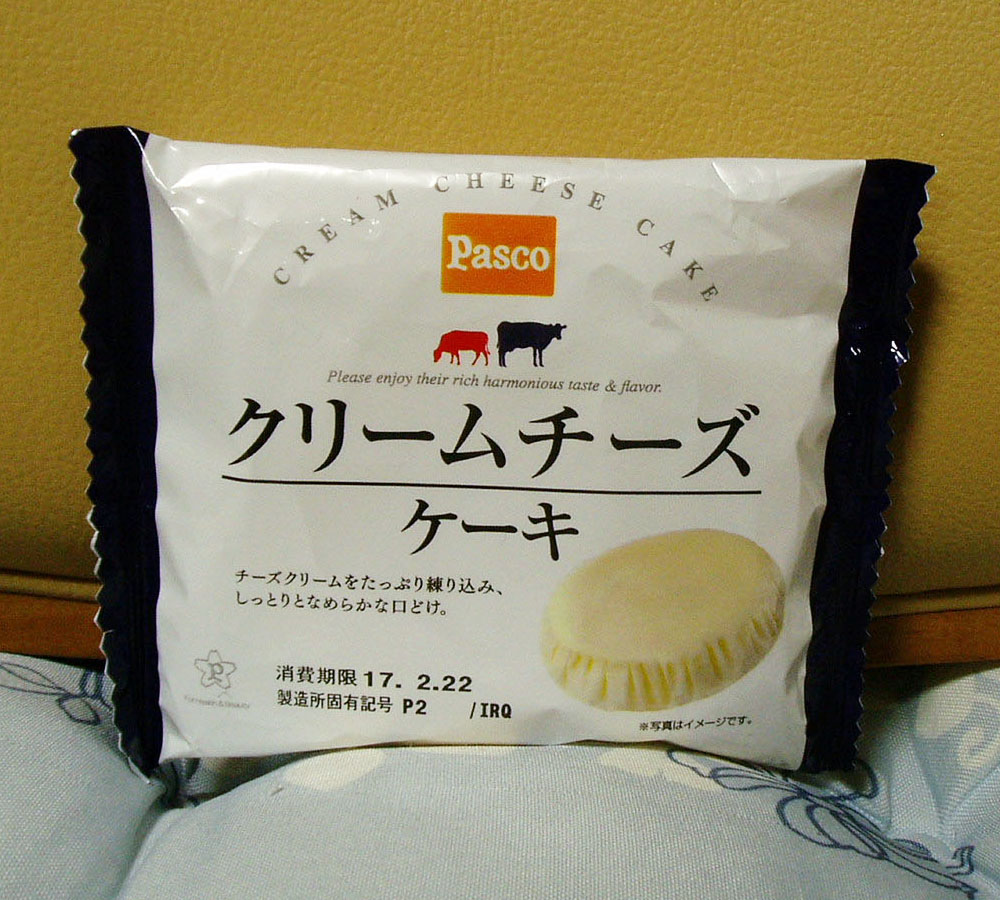 CREAM CHEESE CAKE
Pasco
Please enjoy their rich harmonious taste & flavor.
クリームチーズ
ケーキ
チーズクリームをたっぷり練り込み、
しっとりとなめらかな口どけ。
消費期限 17. 2.22
製造所固有記号 P2 /IRQ
※写真はイメージです。